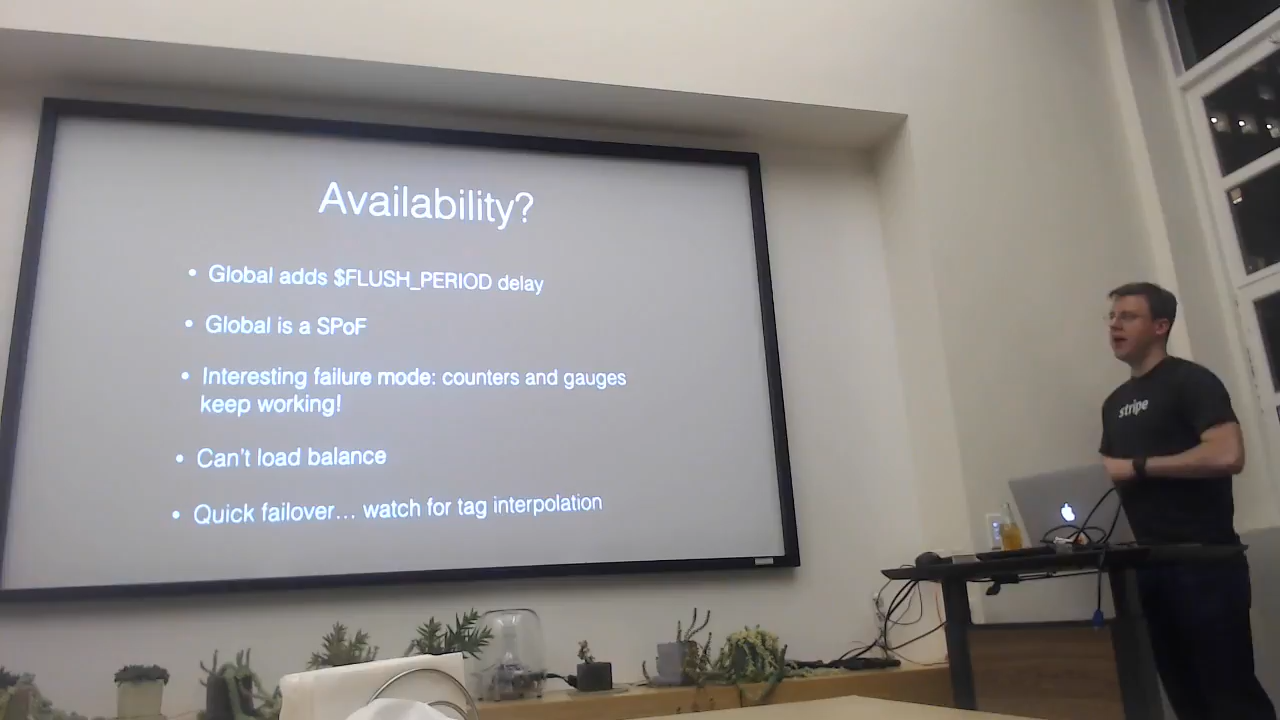 Availability?
• Global adds $FLUSH_PERIOD delay
• Global is a SPoF
• Interesting failure mode: counters and gauges
keep working!
• Can't load balance
• Quick failover... watch for tag interpolation
stripe